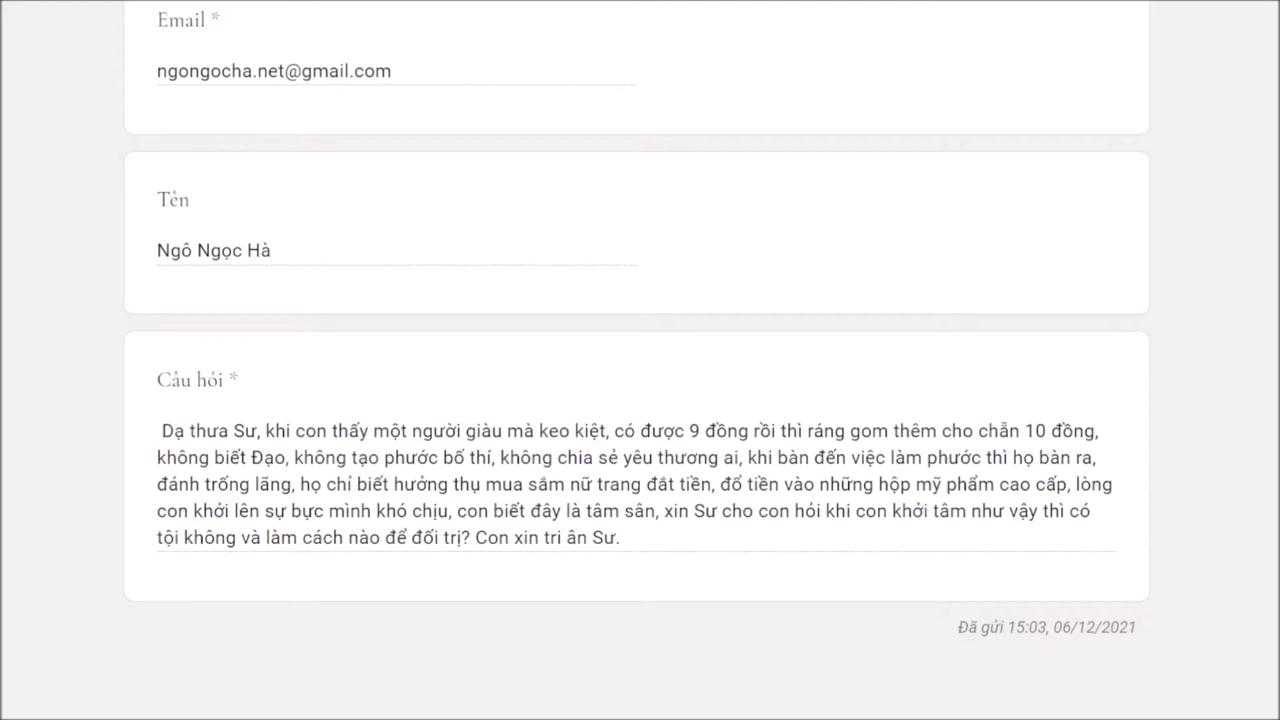 Email *
ngongocha.net@gmail.com
Tên
Ngô Ngọc Hà
Câu hỏi *
Dạ thưa Sư, khi con thấy một người giàu mà keo kiệt, có được 9 đồng rồi thì ráng gom thêm cho chẵn 10 đồng,
không biết Đạo, không tạo phước bố thí, không chia sẻ yêu thương ai, khi bàn đến việc làm phước thì họ bàn ra,
đánh trống lãng, họ chỉ biết hưởng thụ mua sắm nữ trang đắt tiền, đổ tiền vào những hộp mỹ phẩm cao cấp, lòng
con khởi lên sự bực mình khó chịu, con biết đây là tâm sân, xin Sư cho con hỏi khi con khởi tâm như vậy thì có
tội không và làm cách nào để đối trị? Con xin tri ân Sư.
Đã gửi 15:03, 06/12/2021